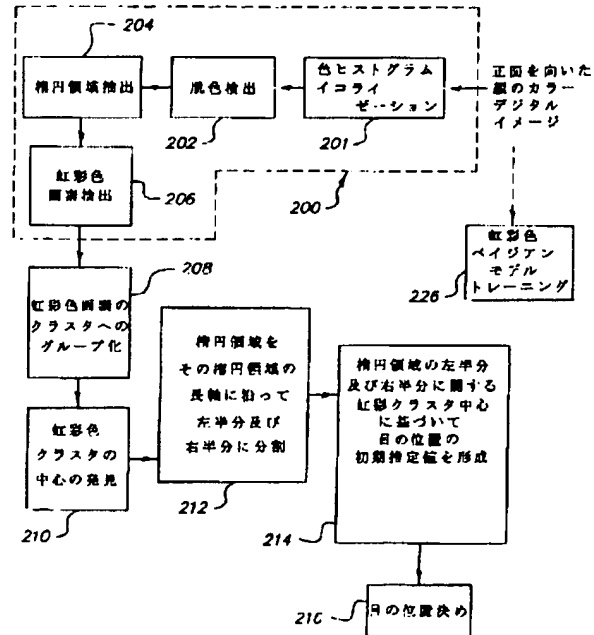 204
楕円領域検出
肌色検出
202
色ヒストグラム
イコライ
ゼーション
201
正面を向いた
顔のカラー
デジタル
イメージ
虹彩色
画素検出
206
200
虹彩色
ベイジアン
モデル
トレーニング
226
208
虹彩色画素の
クラスタへの
グループ化
虹彩色
クラスタの
中心の発見
210
楕円領域を
その楕円領域の
長軸に沿って
左半分及び
右半分に分割
212
楕円領域の左半分
及び右半分に関する
虹彩クラスタ中心
に基づいて
目の位置の
初期推定値を形成
214
目の位置決め
216